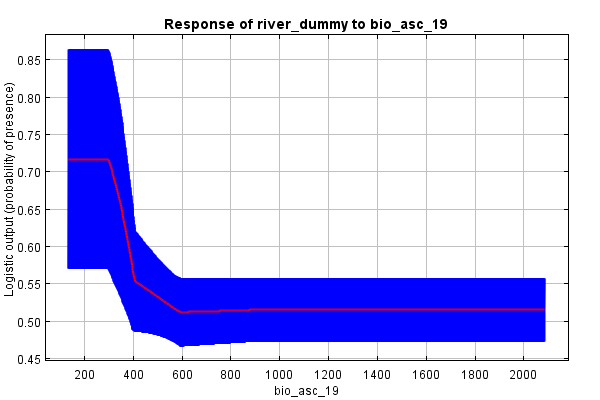 Response of river_dummy to bio_asc_19
Logistic output (probability of presence)
0.85
0.80
0.75
0.70
0.65
0.60
0.55
0.50
0.45
200 400 600 800 1000 1200 1400 1600 1800 2000
bio_asc_19